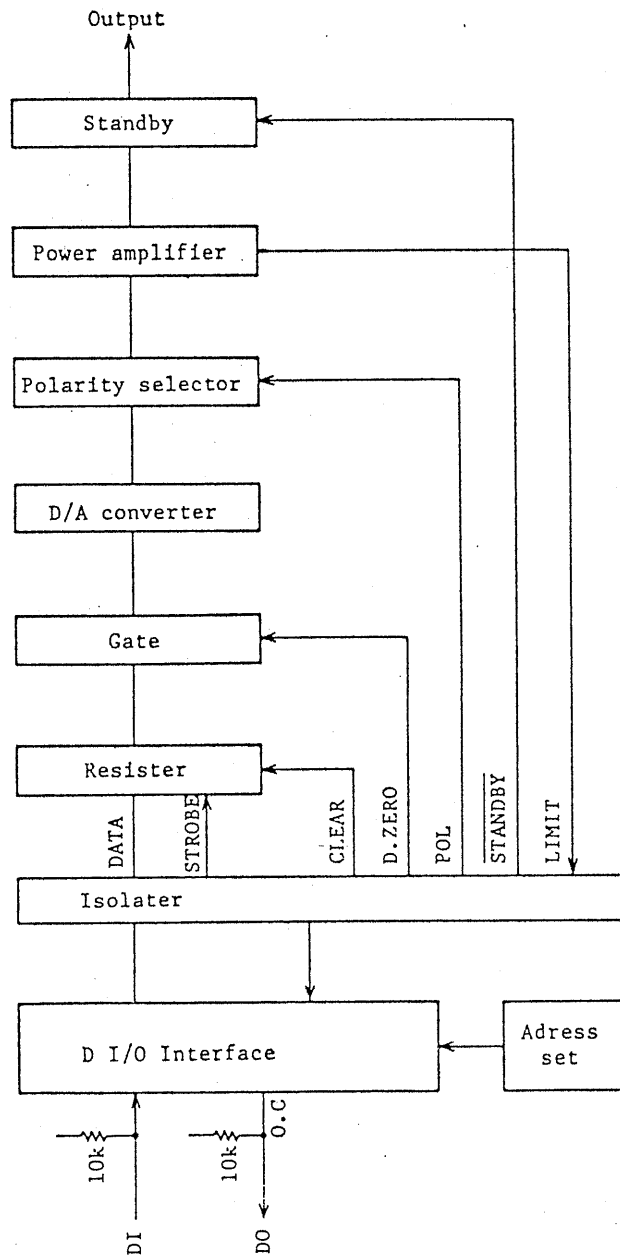 Output
Standby
Power amplifier
Polarity selector
D/A converter
Gate
Resister
DATA
STROBE
CLEAR
D.ZERO
POL
STANDBY
LIMIT
Isolater
D I/O Interface
Adress
set
10k
10k
O.C
DI
DO